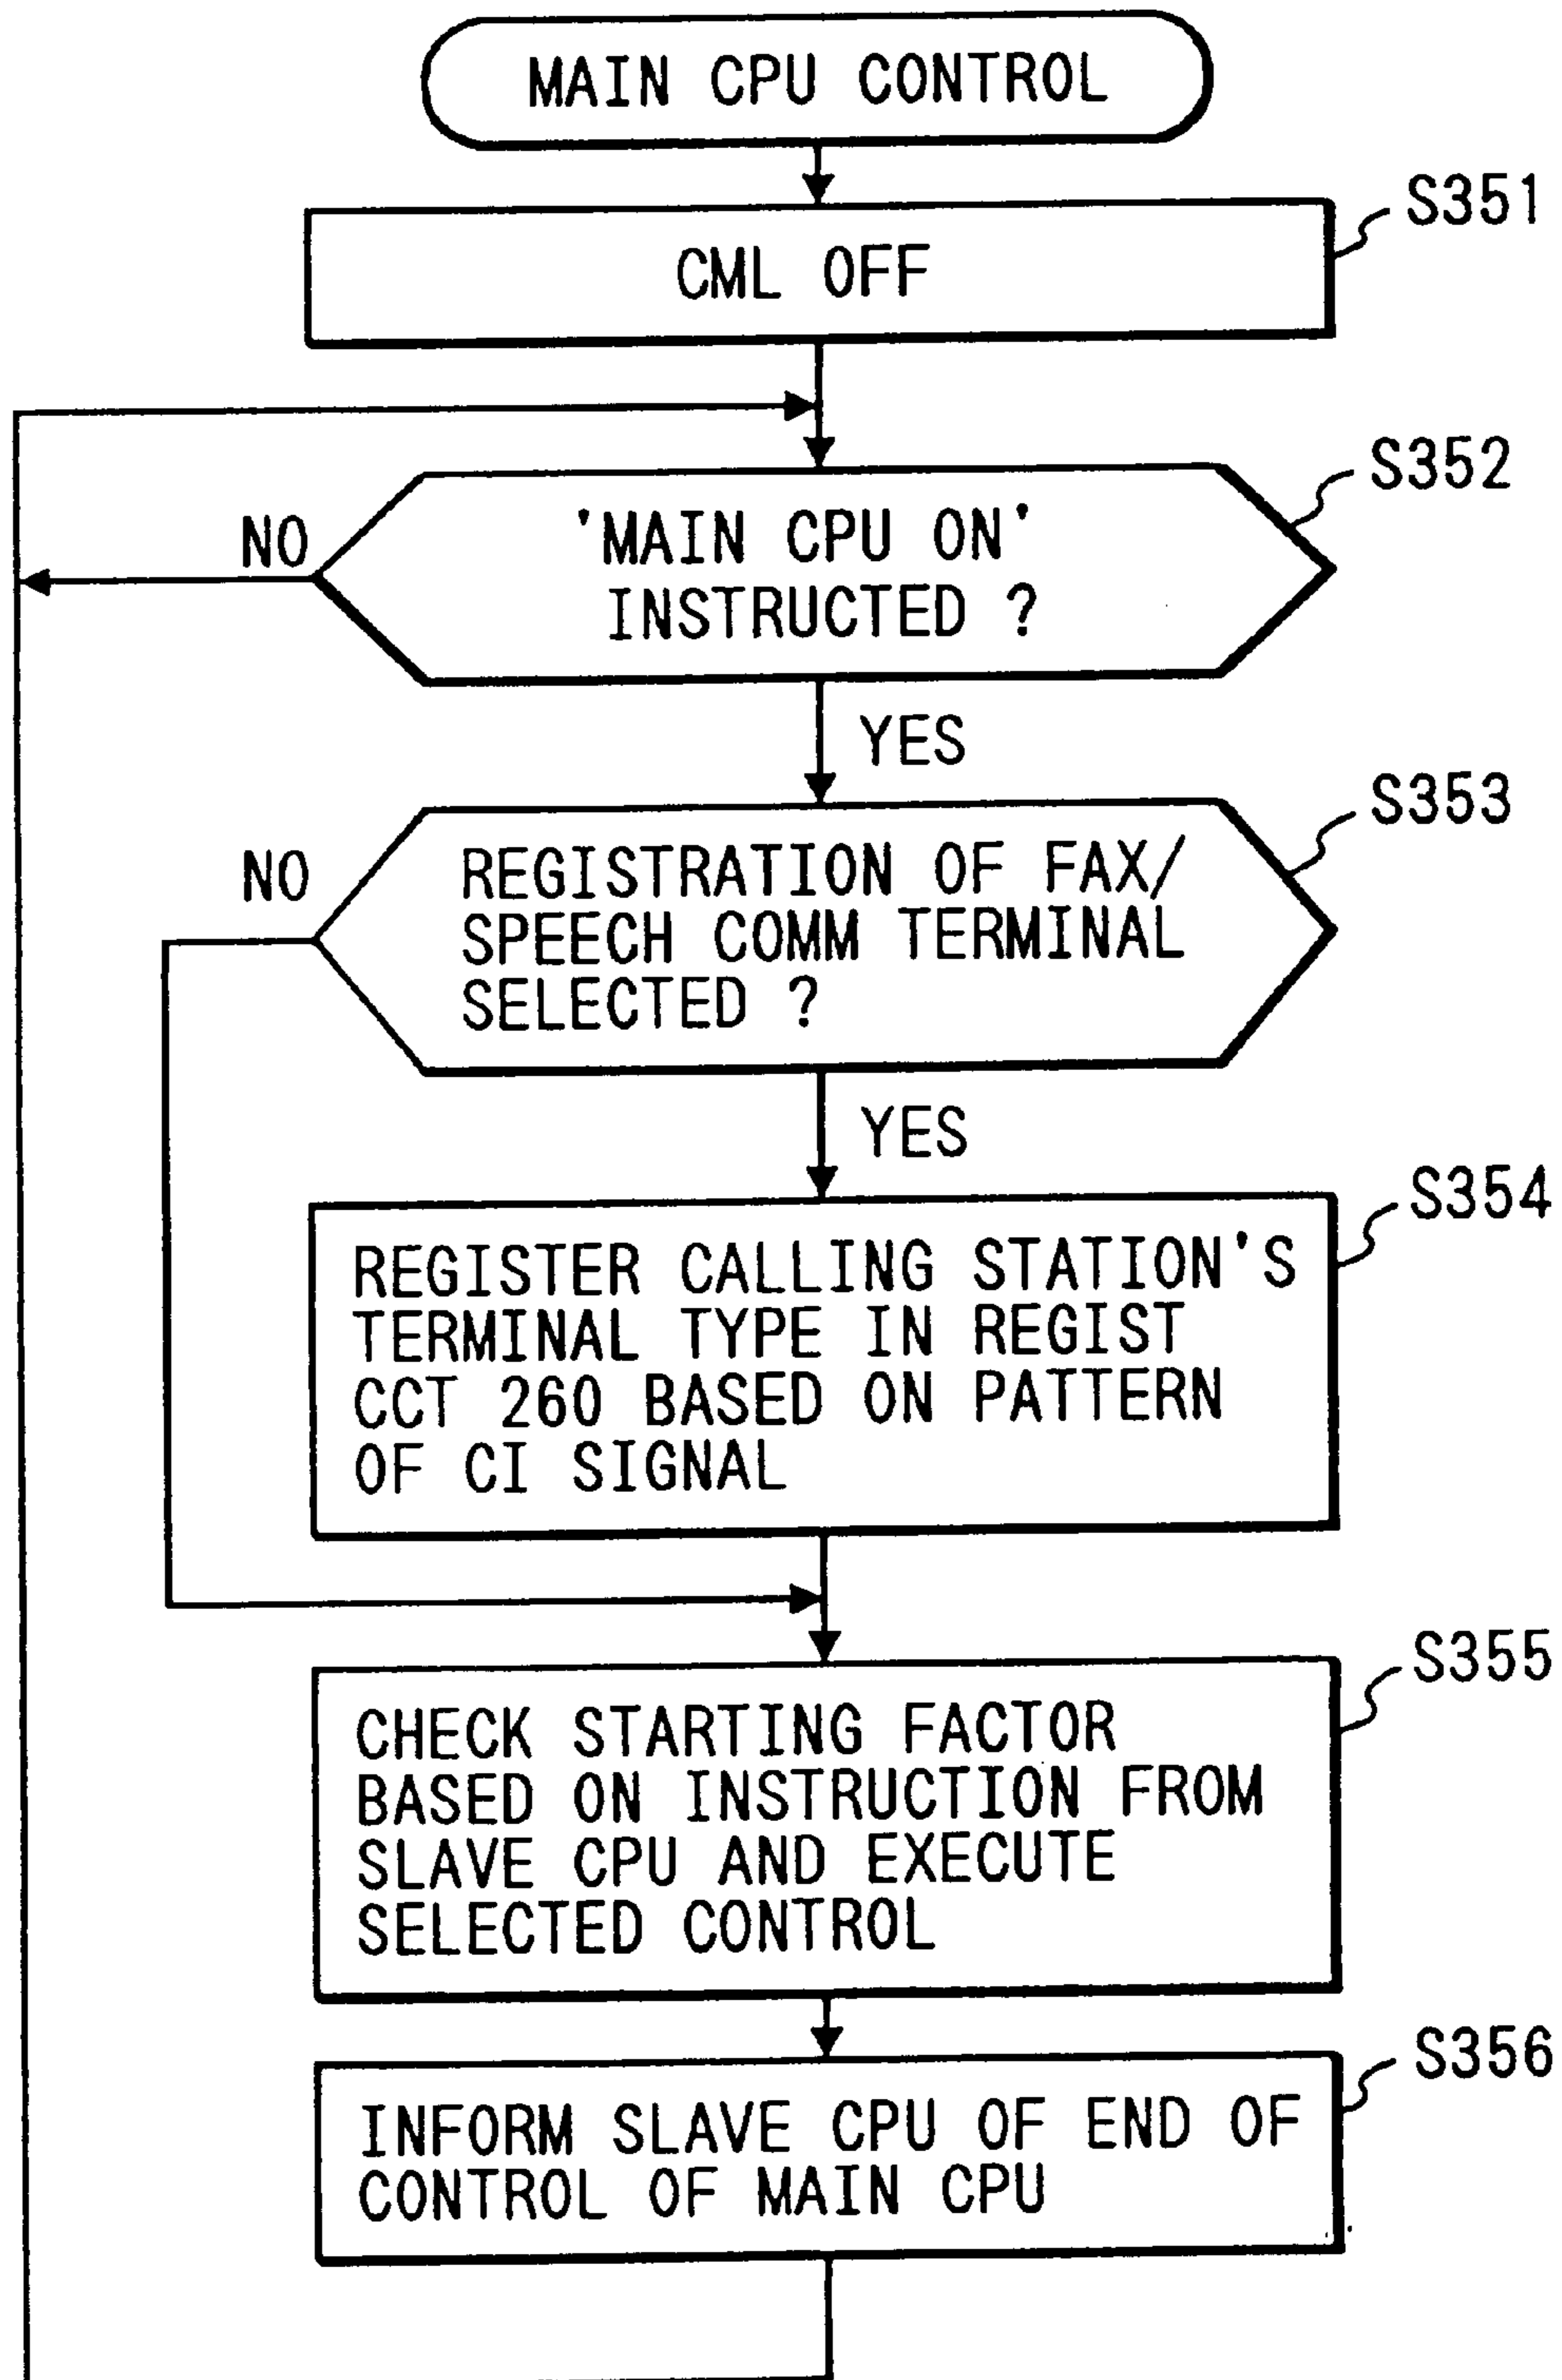 MAIN CPU CONTROL
S351
CML OFF
S352
NO
'MAIN CPU ON'
INSTRUCTED ?
YES
S353
NO
REGISTRATION OF FAX/
SPEECH COMM TERMINAL
SELECTED ?
YES
S354
REGISTER CALLING STATION'S
TERMINAL TYPE IN REGIST
CCT 260 BASED ON PATTERN
OF CI SIGNAL
S355
CHECK STARTING FACTOR
BASED ON INSTRUCTION FROM
SLAVE CPU AND EXECUTE
SELECTED CONTROL
S356
INFORM SLAVE CPU OF END OF
CONTROL OF MAIN CPU